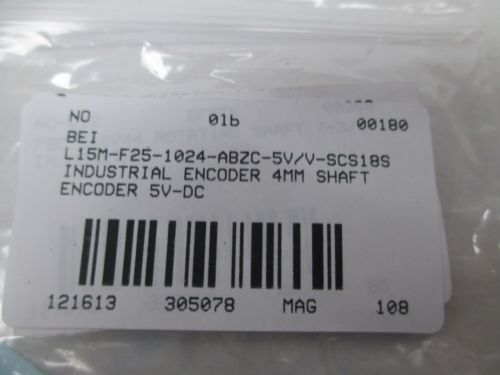 NO 01b 00180
BEI
L15M-F25-1024-ABZC-5V/V-SCS18S
INDUSTRIAL ENCODER 4MM SHAFT
ENCODER 5V-DC
121613 305078 MAG 108